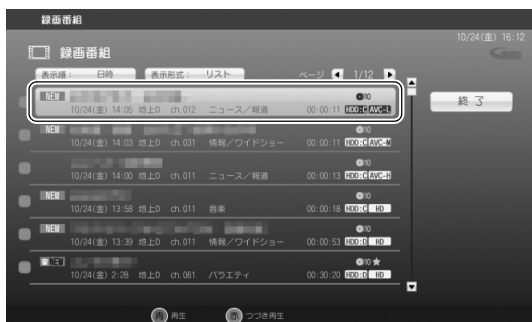 録画番組
10/24(金) 16:12
録画番組
表示順： 日時 表示形式： リスト ページ 1/12
NEW 10
10/24(金) 14:05 地上D ch.012 ニュース／報道 00:00:11 HDD:C AVC-L
終了
NEW 10
10/24(金) 14:03 地上D ch.031 情報／ワイドショー 00:00:11 HDD:C AVC-M
10
10/24(金) 14:00 地上D ch.011 ニュース／報道 00:00:13 HDD:C AVC-H
NEW 10
10/24(金) 13:58 地上D ch.011 音楽 00:00:18 HDD:C HD
NEW 10
10/24(金) 13:39 地上D ch.011 情報／ワイドショー 00:00:53 HDD:D HD
NEW 10★
10/24(金) 2:28 地上D ch.061 バラエティ 00:30:20 HDD:D HD
青 再生 赤 つづき再生